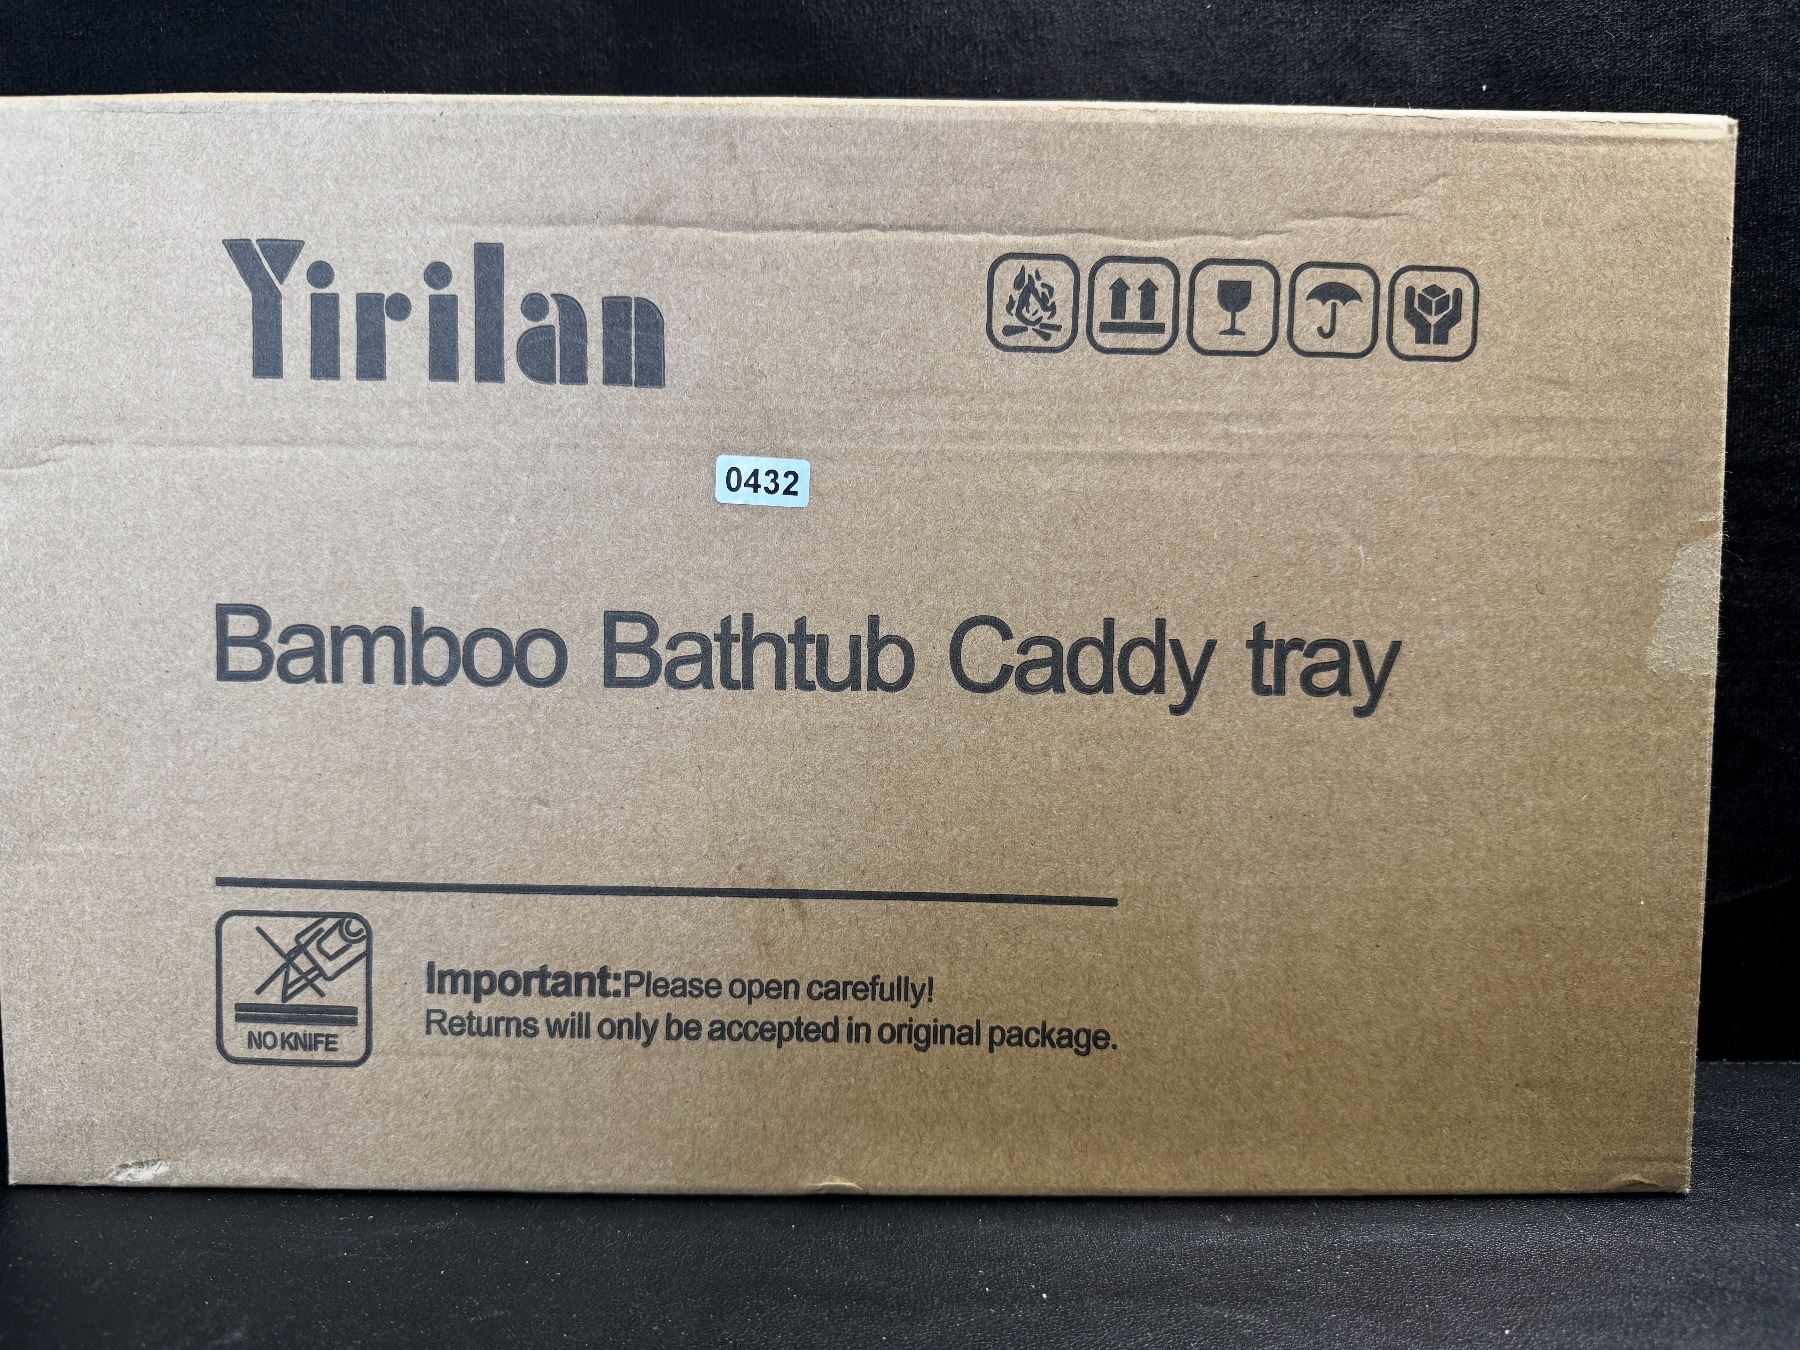 Yirilan
0432
Bamboo Bathtub Caddy tray
NO KNIFE
Important:Please open carefully!
Returns will only be accepted in original package.